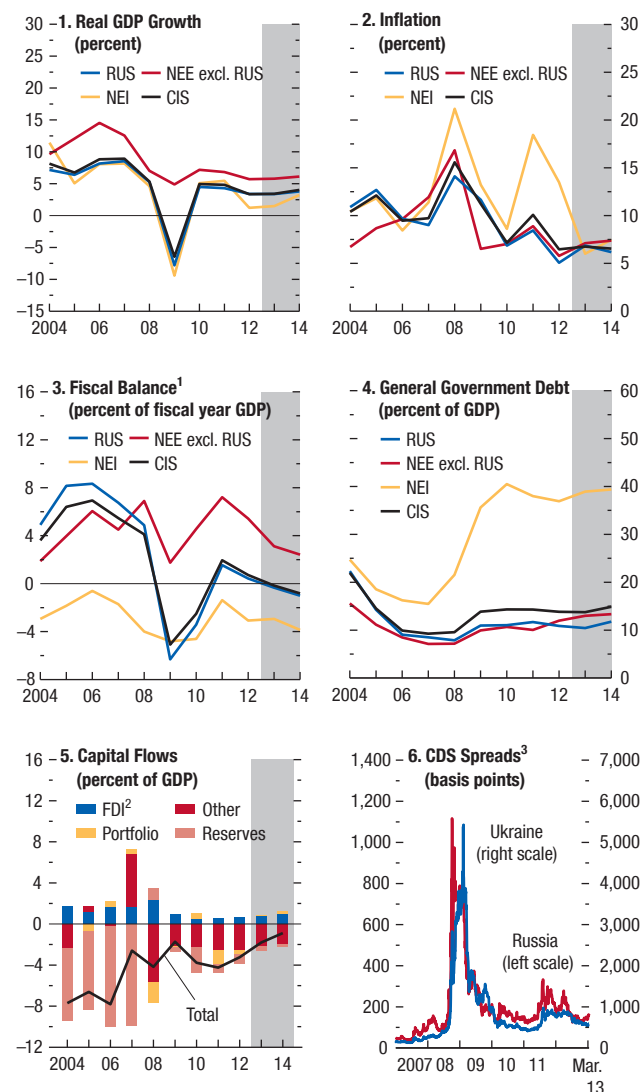 1. Real GDP Growth
(percent)
RUS NEE excl. RUS
NEI CIS
30
25
20
15
10
5
0
–5
–10
–15
2004 06 08 10 12 14
2. Inflation
(percent)
RUS NEE excl. RUS
NEI CIS
30
25
20
15
10
5
0
2004 06 08 10 12 14
3. Fiscal Balance¹
(percent of fiscal year GDP)
RUS NEE excl. RUS
NEI CIS
16
12
8
4
0
–4
–8
2004 06 08 10 12 14
4. General Government Debt
(percent of GDP)
RUS
NEE excl. RUS
NEI
CIS
60
50
40
30
20
10
0
2004 06 08 10 12 14
5. Capital Flows
(percent of GDP)
FDI² Other
Portfolio Reserves
16
12
8
4
0
–4
–8
–12
Total
2004 06 08 10 12 14
6. CDS Spreads³
(basis points)
1,400 7,000
1,200 6,000
1,000 5,000
800 4,000
600 3,000
400 2,000
200 1,000
0 0
Ukraine
(right scale)
Russia
(left scale)
2007 08 09 10 11 Mar.
13